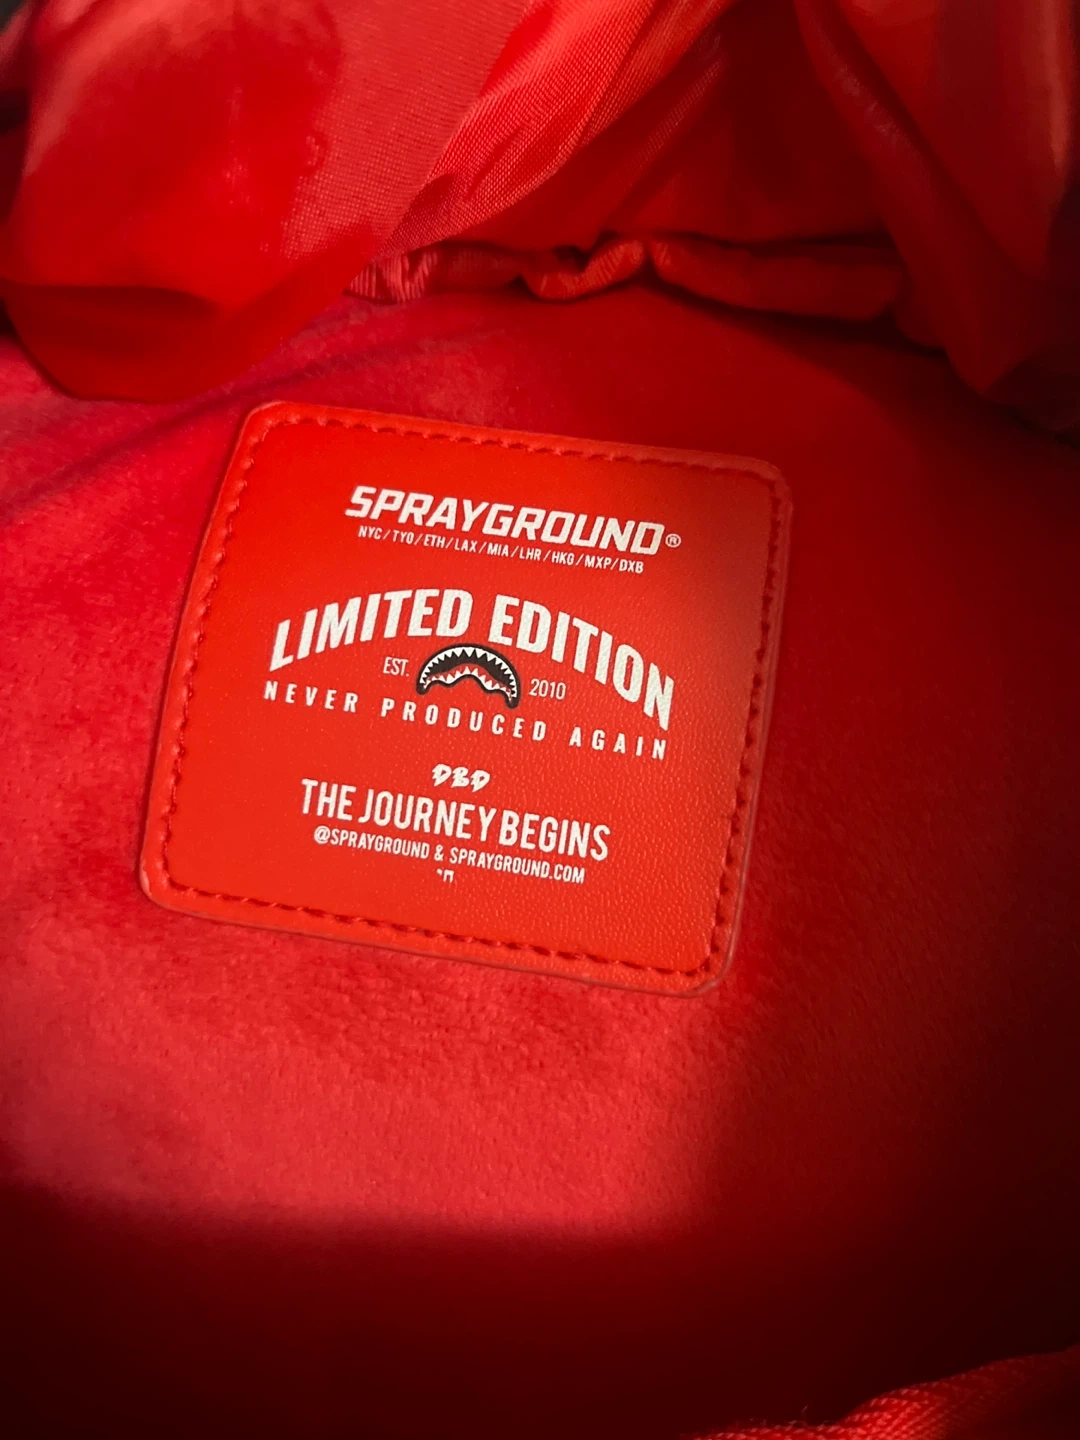 SPRAYGROUND®
NYC/TYO/ETH/LAX/MIA/LHR/HKG/MXP/DXB
LIMITED EDITION
EST. 2010
NEVER PRODUCED AGAIN
DBD
THE JOURNEY BEGINS
@SPRAYGROUND & SPRAYGROUND.COM